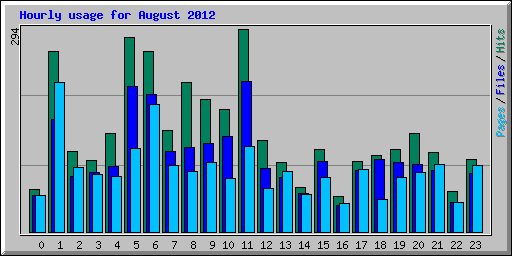 Hourly usage for August 2012
294
Pages / Files / Hits
0 1 2 3 4 5 6 7 8 9 10 11 12 13 14 15 16 17 18 19 20 21 22 23